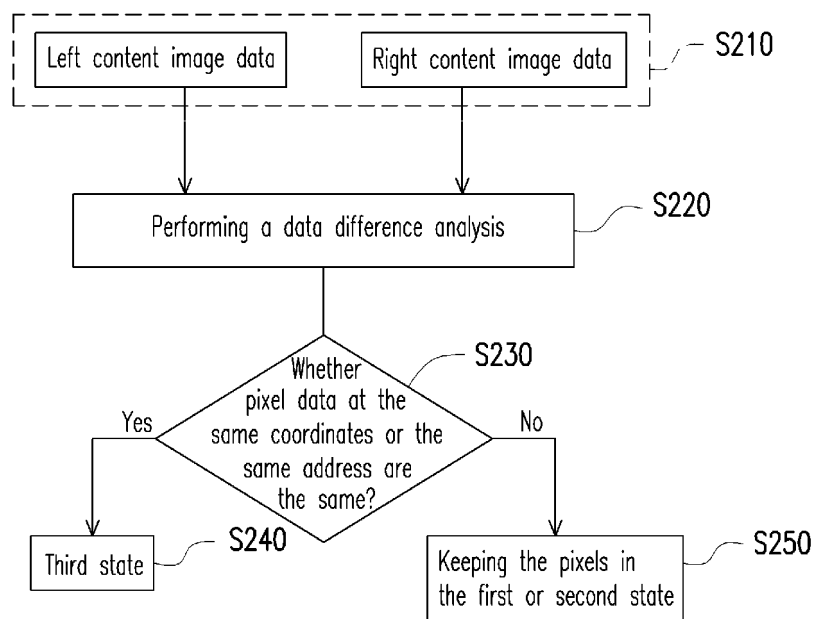 S210
Left content image data
Right content image data
S220
Performing a data difference analysis
S230
Whether
pixel data at the
same coordinates or the
same address are
the same?
Yes
No
S240
Third state
S250
Keeping the pixels in
the first or second state